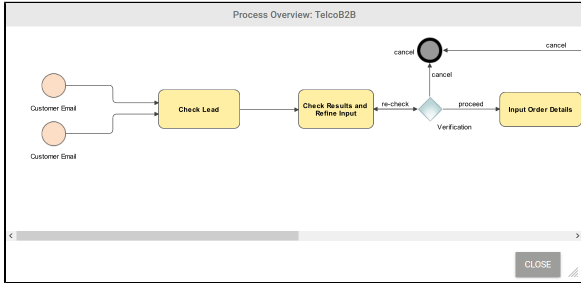 Process Overview: TelcoB2B
cancel
cancel
cancel
Customer Email
Check Lead
Check Results and
Refine Input
re-check
proceed
Input Order Details
Verification
Customer Email
CLOSE